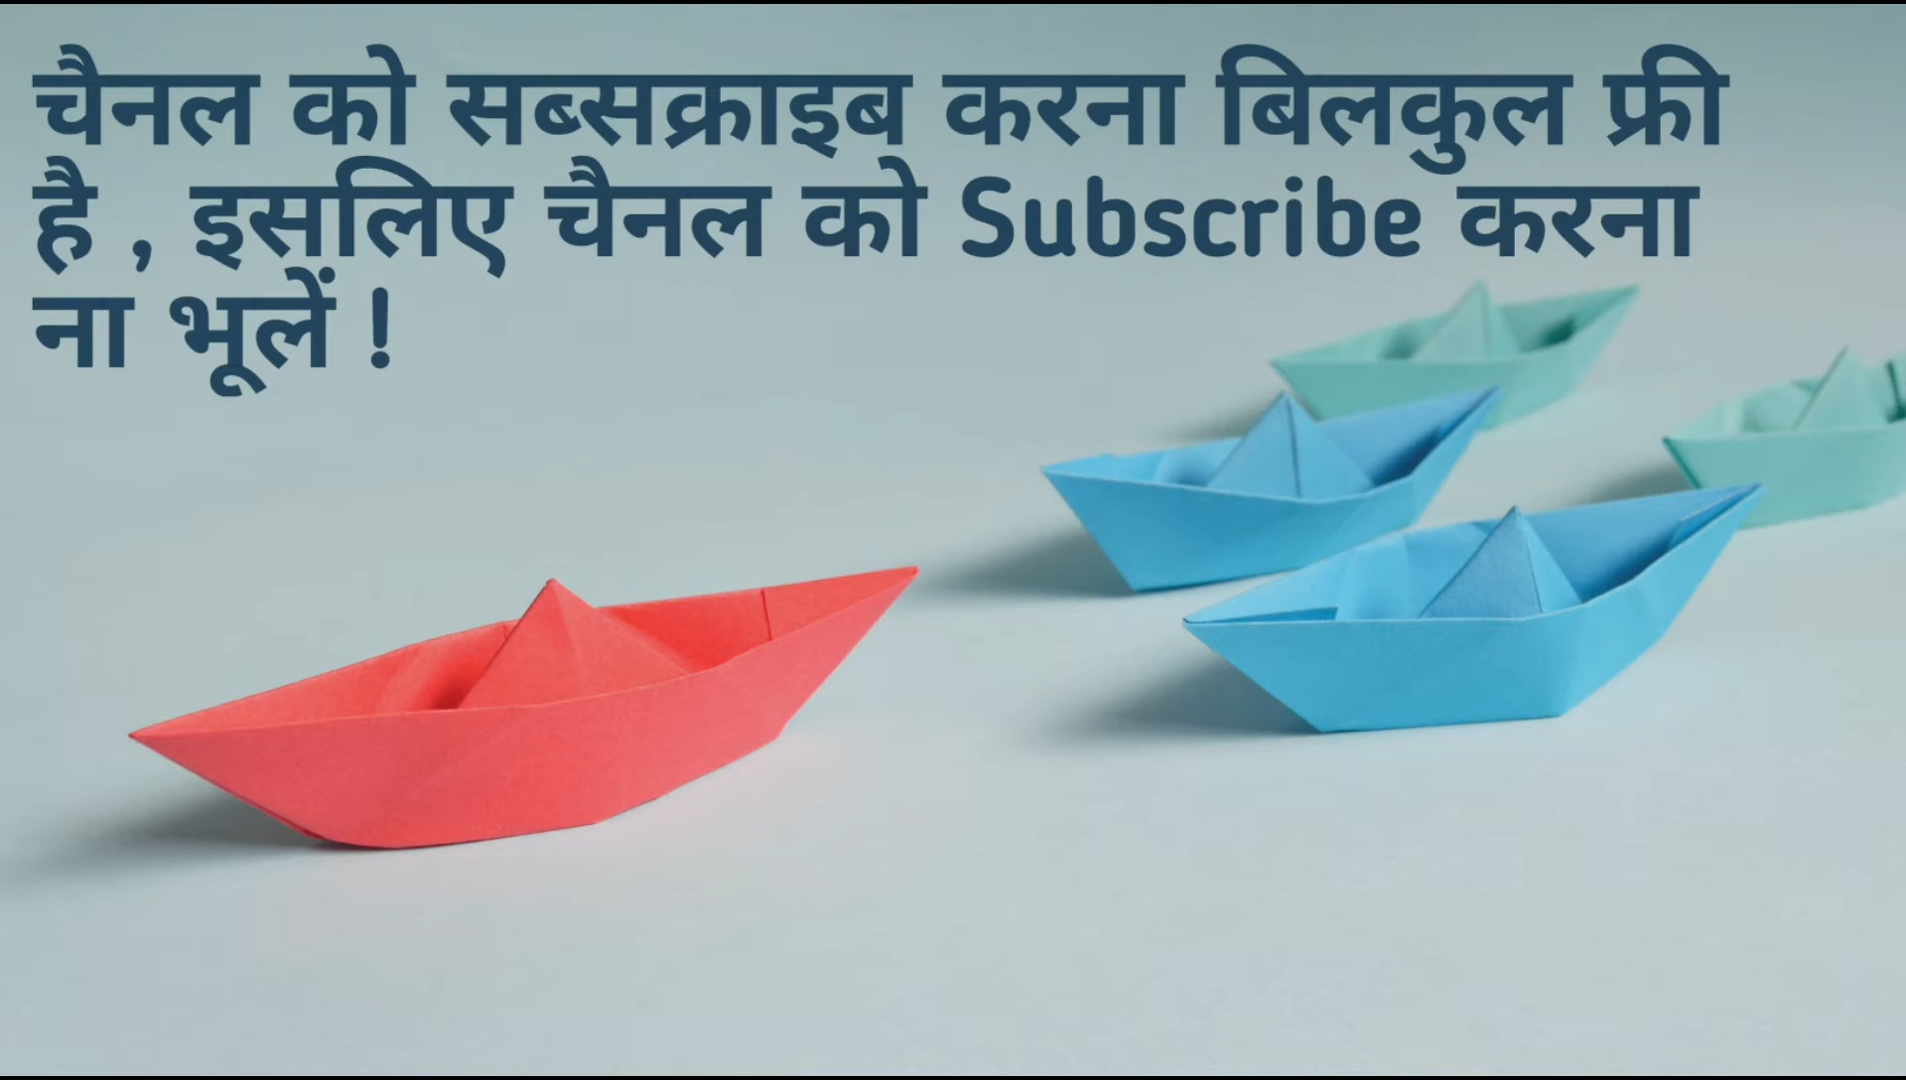 चैनल को सब्सक्राइब करना बिलकुल फ्री
है , इसलिए चैनल को Subscribe करना
ना भूलें !